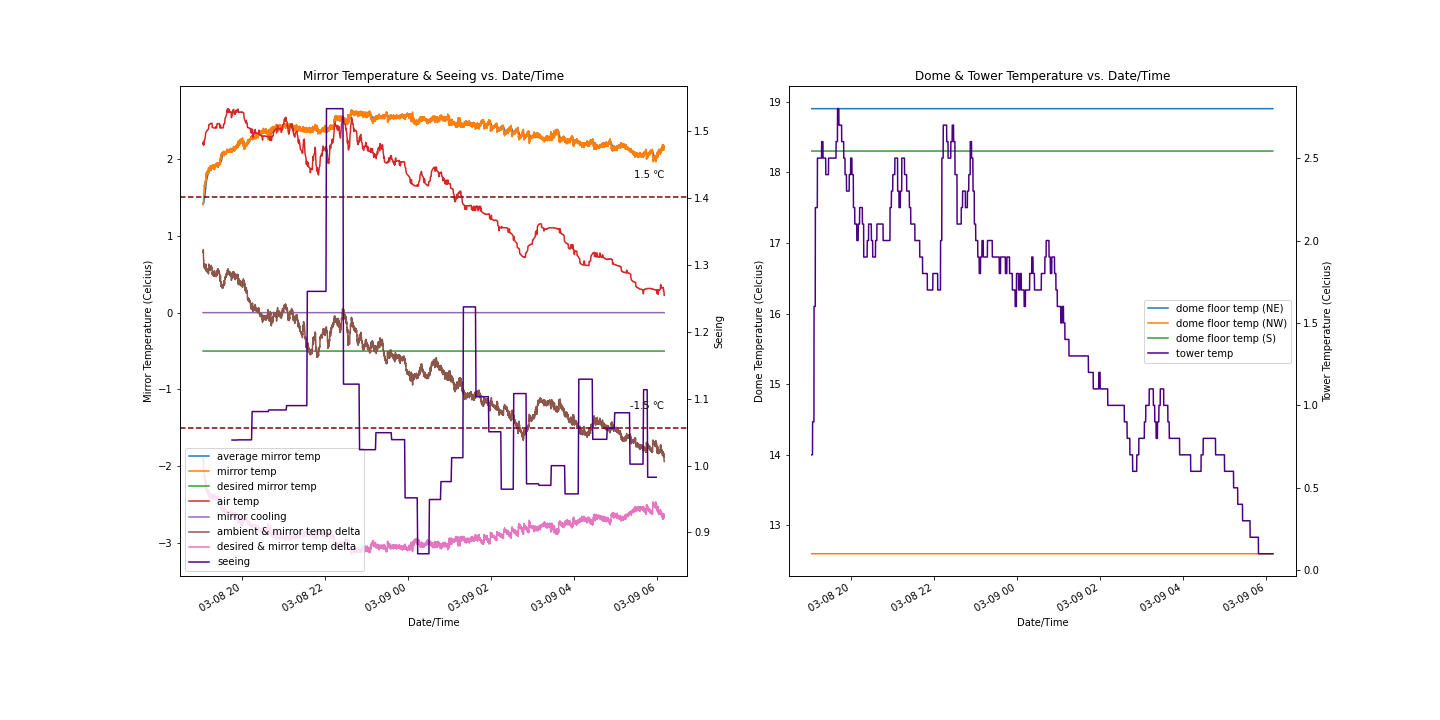 Mirror Temperature & Seeing vs. Date/Time
Mirror Temperature (Celcius)
2
1
0
−1
−2
−3
1.5 °C
-1.5 °C
average mirror temp
mirror temp
desired mirror temp
air temp
mirror cooling
ambient & mirror temp delta
desired & mirror temp delta
seeing
1.5
1.4
1.3
1.2
1.1
1.0
0.9
Seeing
03-08 20
03-08 22
03-09 00
03-09 02
03-09 04
03-09 06
Date/Time
Dome & Tower Temperature vs. Date/Time
Dome Temperature (Celcius)
19
18
17
16
15
14
13
dome floor temp (NE)
dome floor temp (NW)
dome floor temp (S)
tower temp
2.5
2.0
1.5
1.0
0.5
0.0
Tower Temperature (Celcius)
03-08 20
03-08 22
03-09 00
03-09 02
03-09 04
03-09 06
Date/Time